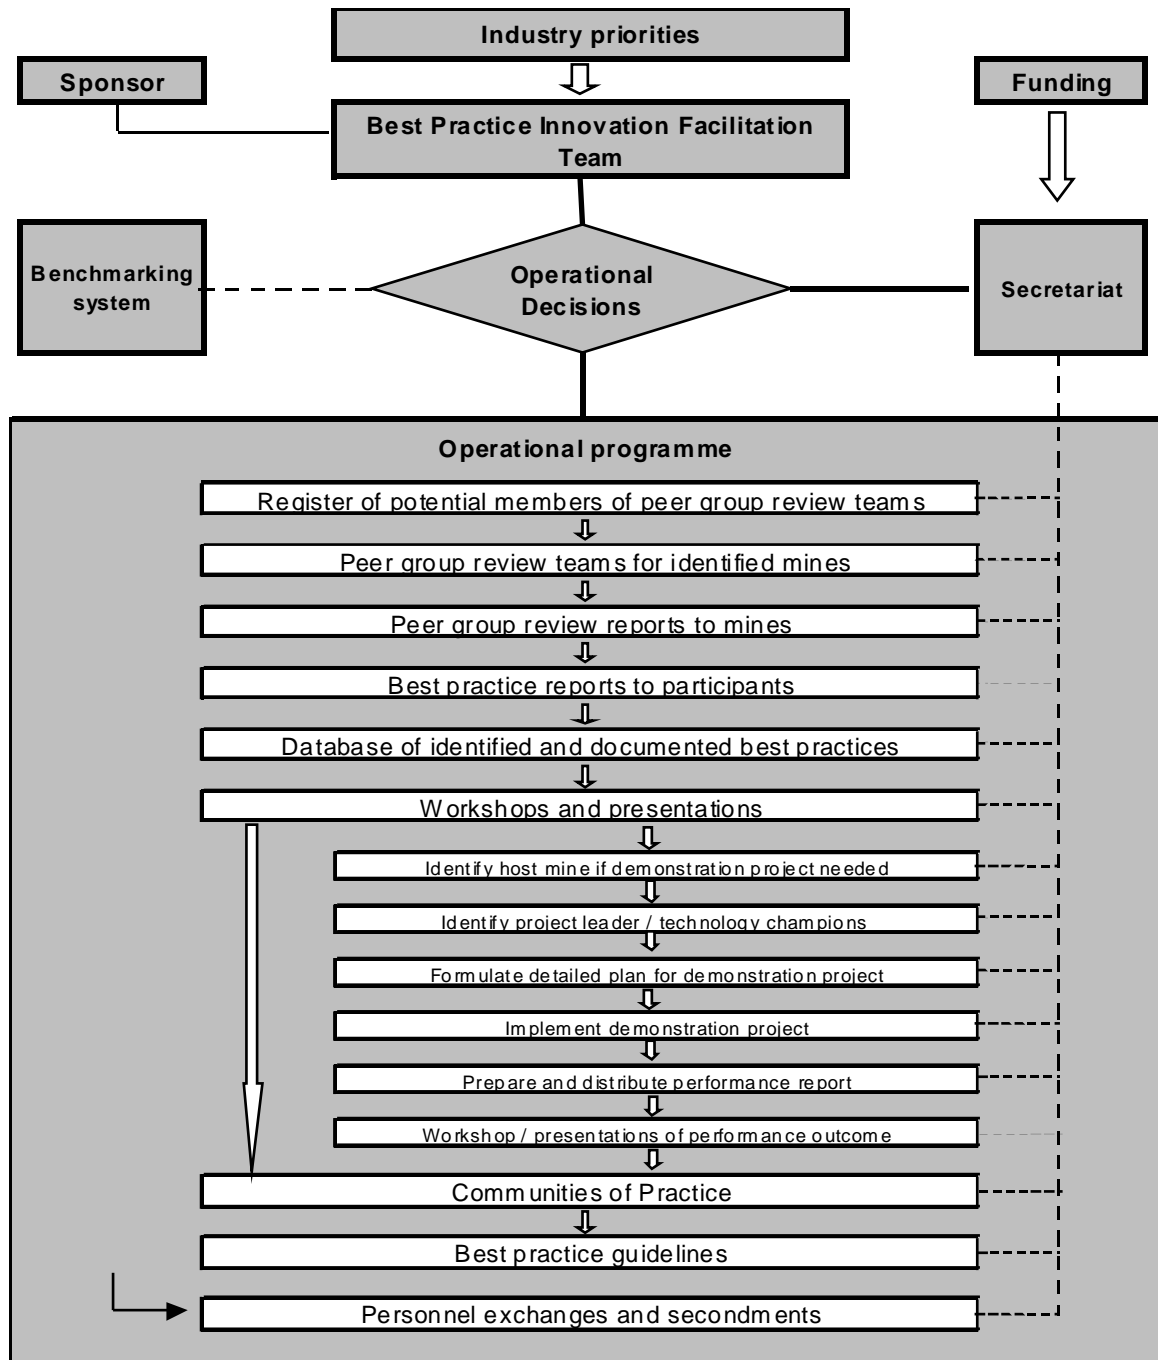 Industry priorities
Sponsor
Funding
Best Practice Innovation Facilitation
Team
Benchmarking
system
Operational
Decisions
Secretariat
Operational programme
Register of potential members of peer group review teams
Peer group review teams for identified mines
Peer group review reports to mines
Best practice reports to participants
Database of identified and documented best practices
Workshops and presentations
Identify host mine if demonstration project needed
Identify project leader / technology champions
Formulate detailed plan for demonstration project
Implement demonstration project
Prepare and distribute performance report
Workshop / presentations of performance outcome
Communities of Practice
Best practice guidelines
Personnel exchanges and secondments